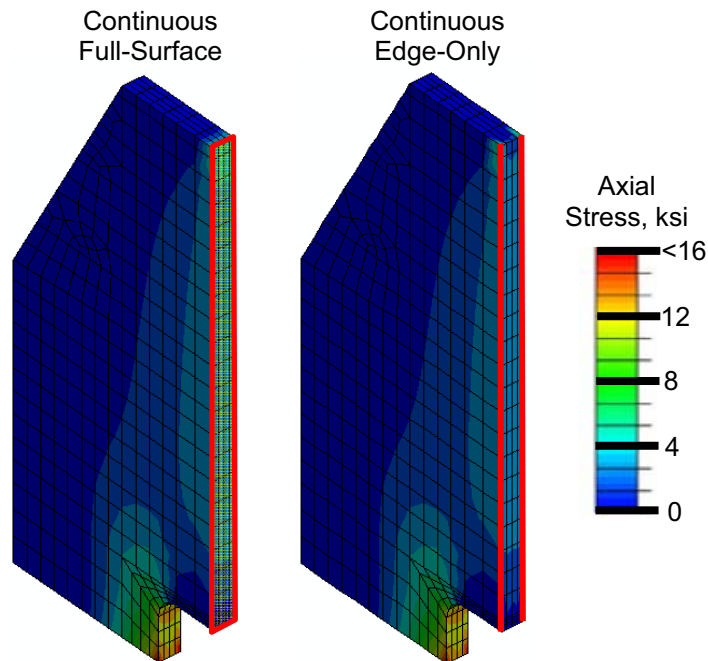 Continuous
Full-Surface
Continuous
Edge-Only
Axial
Stress, ksi
<16
12
8
4
0